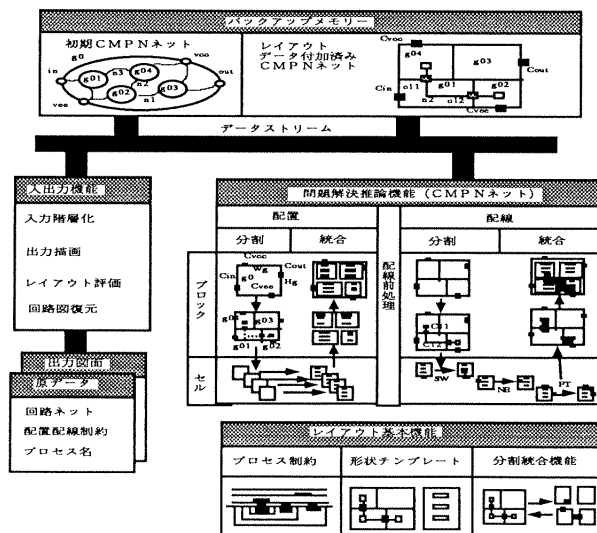 バックアップメモリー
初期CMPNネット
g0
in
n3
g04
vcc
g01
n2
out
g02
g03
vee
n1
レイアウト
データ付加済み
CMPNネット
Cvcc
g04
g03
Cout
Cin
c11
g01
g02
n2
c12
Cvee
データストリーム
入出力機能
入力階層化
出力描画
レイアウト評価
回路図復元
出力図面
原データ
回路ネット
配置配線制約
プロセス名
問題解決推論機能（CMPNネット）
配置
配線
分割
統合
分割
統合
ブロック
セル
配線前処理
Cvcc
Wg
Cout
Cin
g0
Hg
Cvee
g03
g01
g02
C11
C12
SW
NE
PT
レイアウト基本機能
プロセス制約
形状テンプレート
分割統合機能